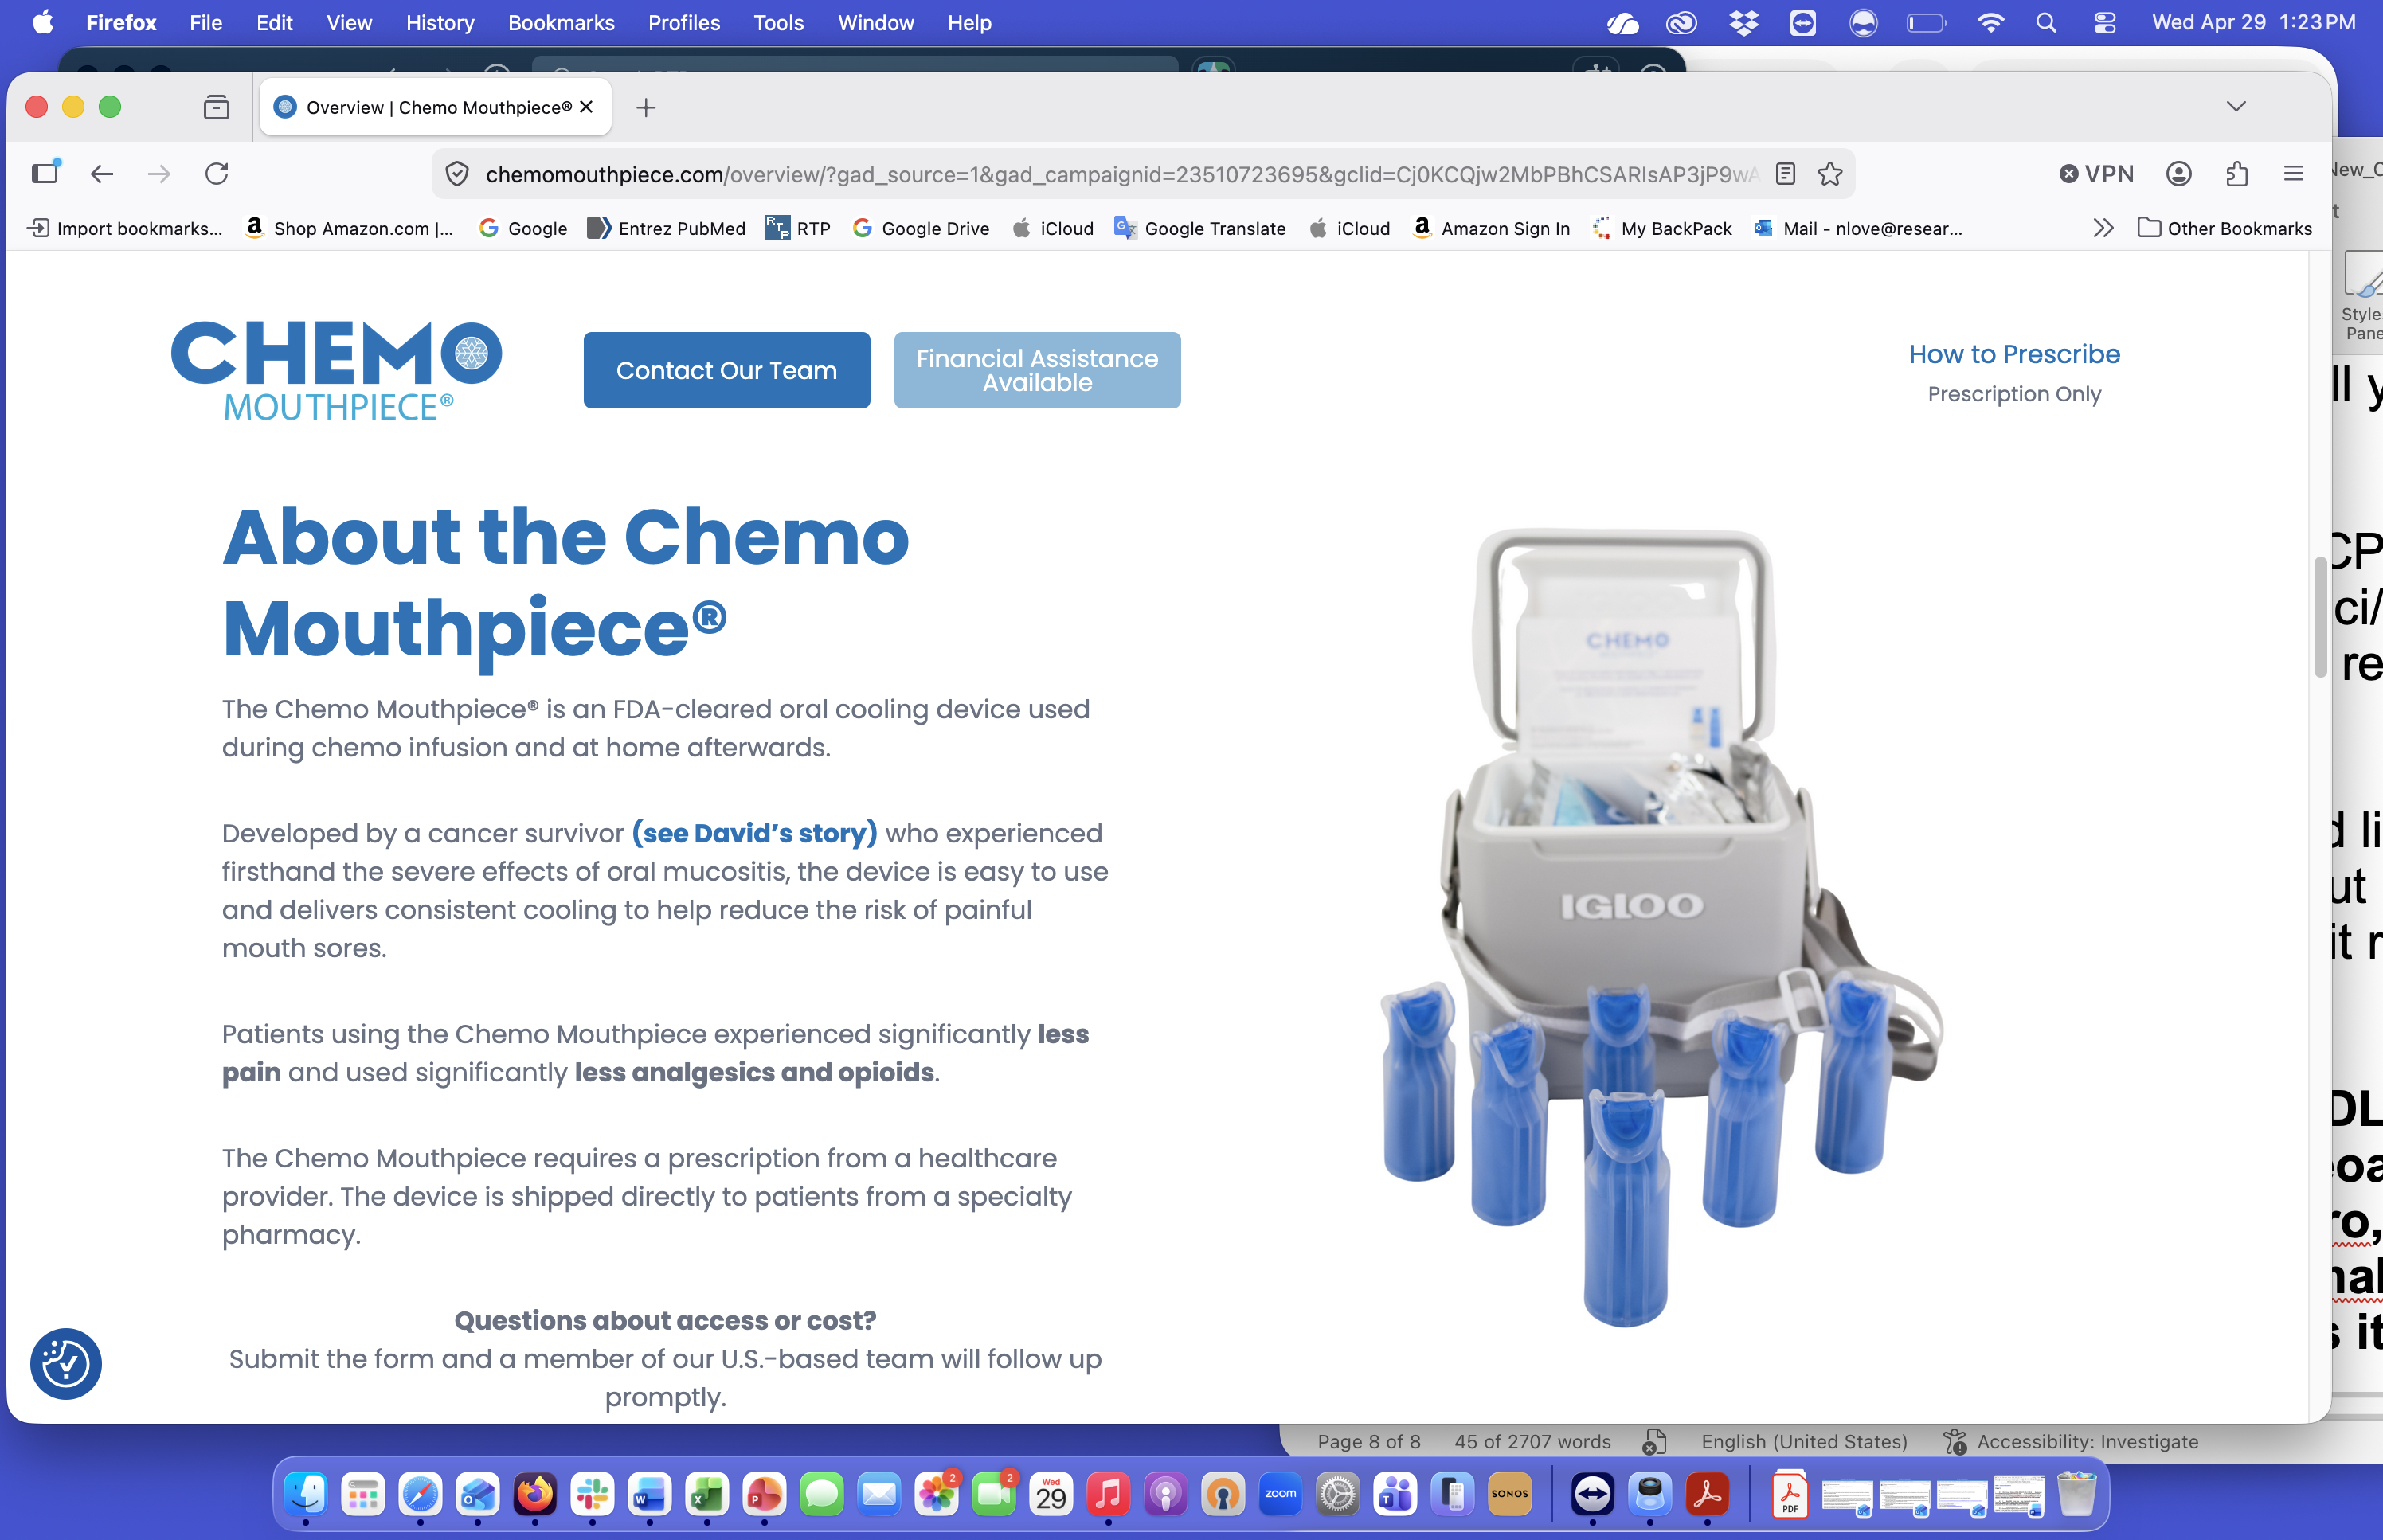 Firefox File Edit View History Bookmarks Profiles Tools Window Help
Wed Apr 29 1:23 PM
Overview | Chemo Mouthpiece®
chemomouthpiece.com/overview/?gad_source=1&gad_campaignid=23510723695&gclid=Cj0KCQjw2MbPBhCSARIsAP3jP9wA
VPN
Import bookmarks...
Shop Amazon.com |...
Google
Entrez PubMed
RTP
Google Drive
iCloud
Google Translate
iCloud
Amazon Sign In
My BackPack
Mail - nlove@resear...
Other Bookmarks
CHEMO
MOUTHPIECE®
Contact Our Team
Financial Assistance
Available
How to Prescribe
Prescription Only
About the Chemo
Mouthpiece®
The Chemo Mouthpiece® is an FDA-cleared oral cooling device used
during chemo infusion and at home afterwards.
Developed by a cancer survivor (see David's story) who experienced
firsthand the severe effects of oral mucositis, the device is easy to use
and delivers consistent cooling to help reduce the risk of painful
mouth sores.
Patients using the Chemo Mouthpiece experienced significantly less
pain and used significantly less analgesics and opioids.
The Chemo Mouthpiece requires a prescription from a healthcare
provider. The device is shipped directly to patients from a specialty
pharmacy.
Questions about access or cost?
Submit the form and a member of our U.S.-based team will follow up
promptly.
CHEMO
IGLOO
Style
Pane
Page 8 of 8
45 of 2707 words
English (United States)
Accessibility: Investigate
2
2
Wed
29
zoom
SONOS
PDF